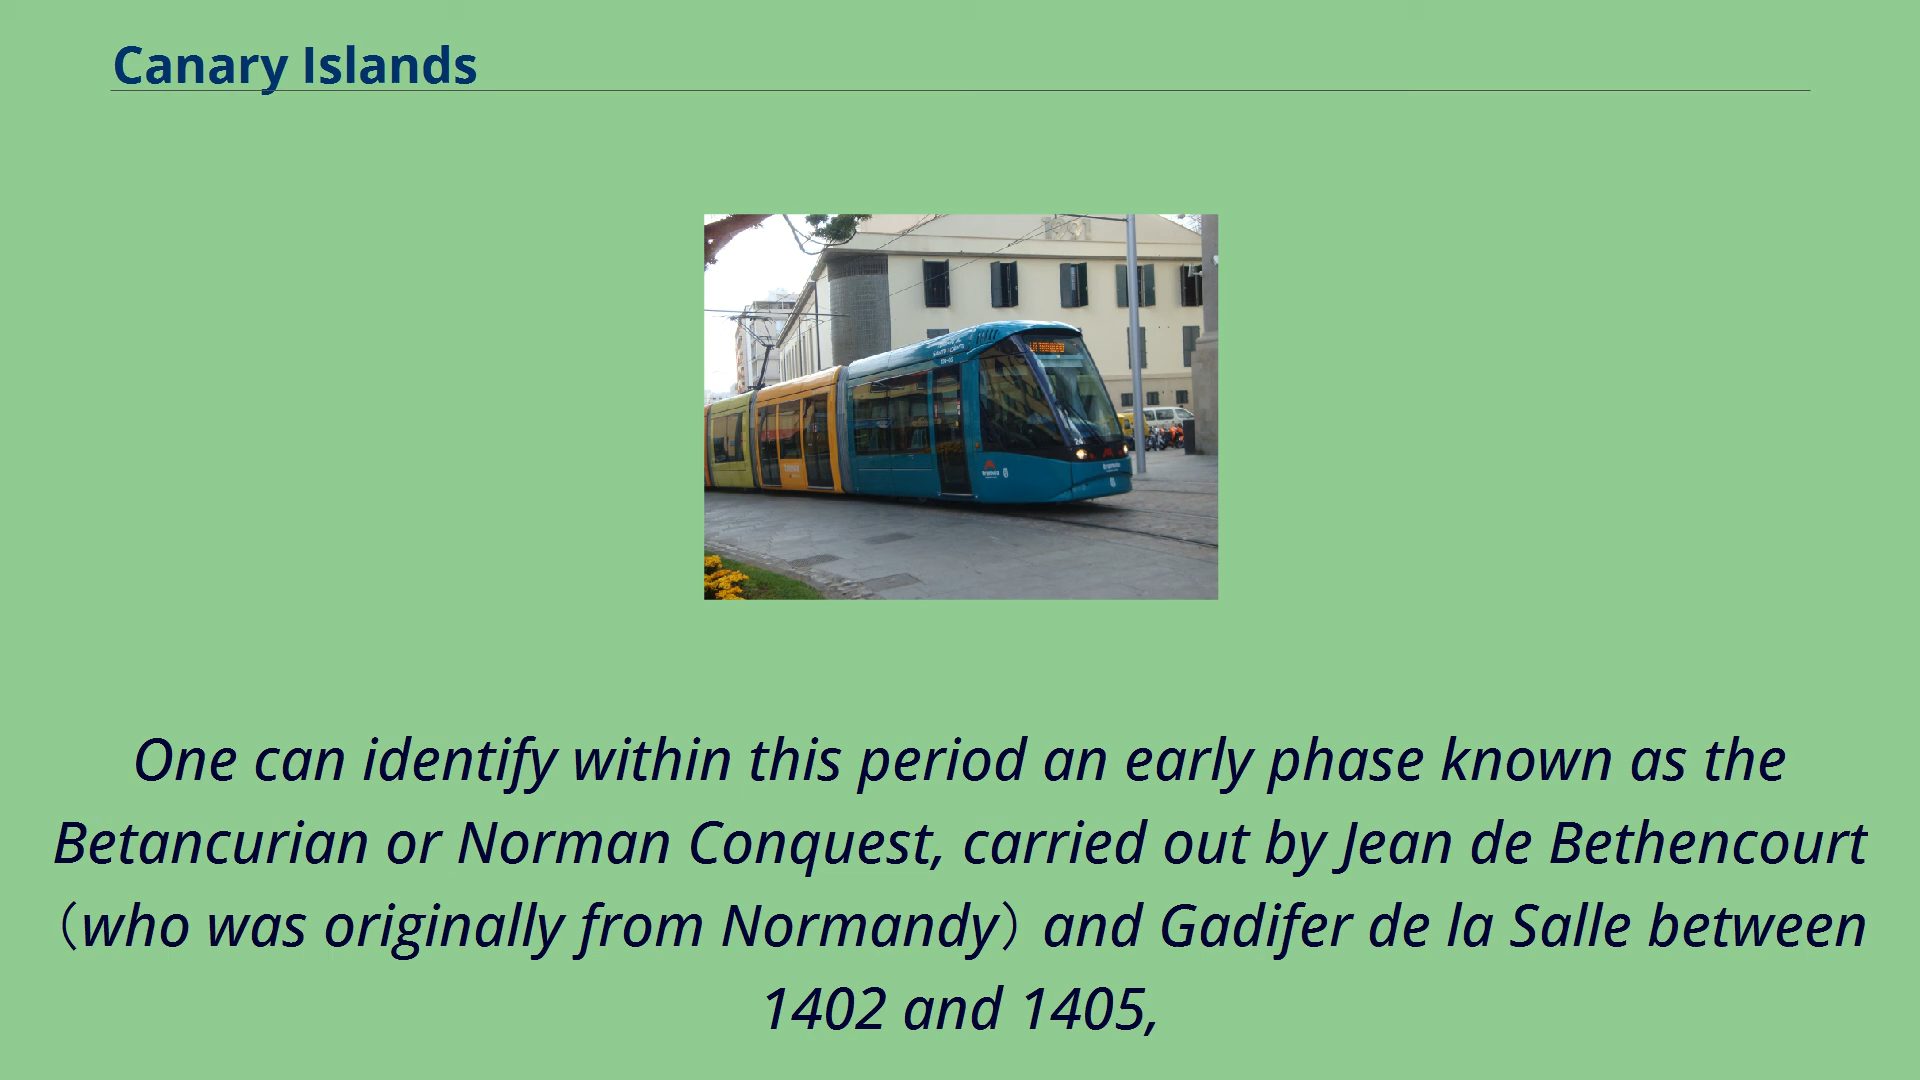 Canary Islands
One can identify within this period an early phase known as the
Betancurian or Norman Conquest, carried out by Jean de Bethencourt
(who was originally from Normandy) and Gadifer de la Salle between
1402 and 1405,